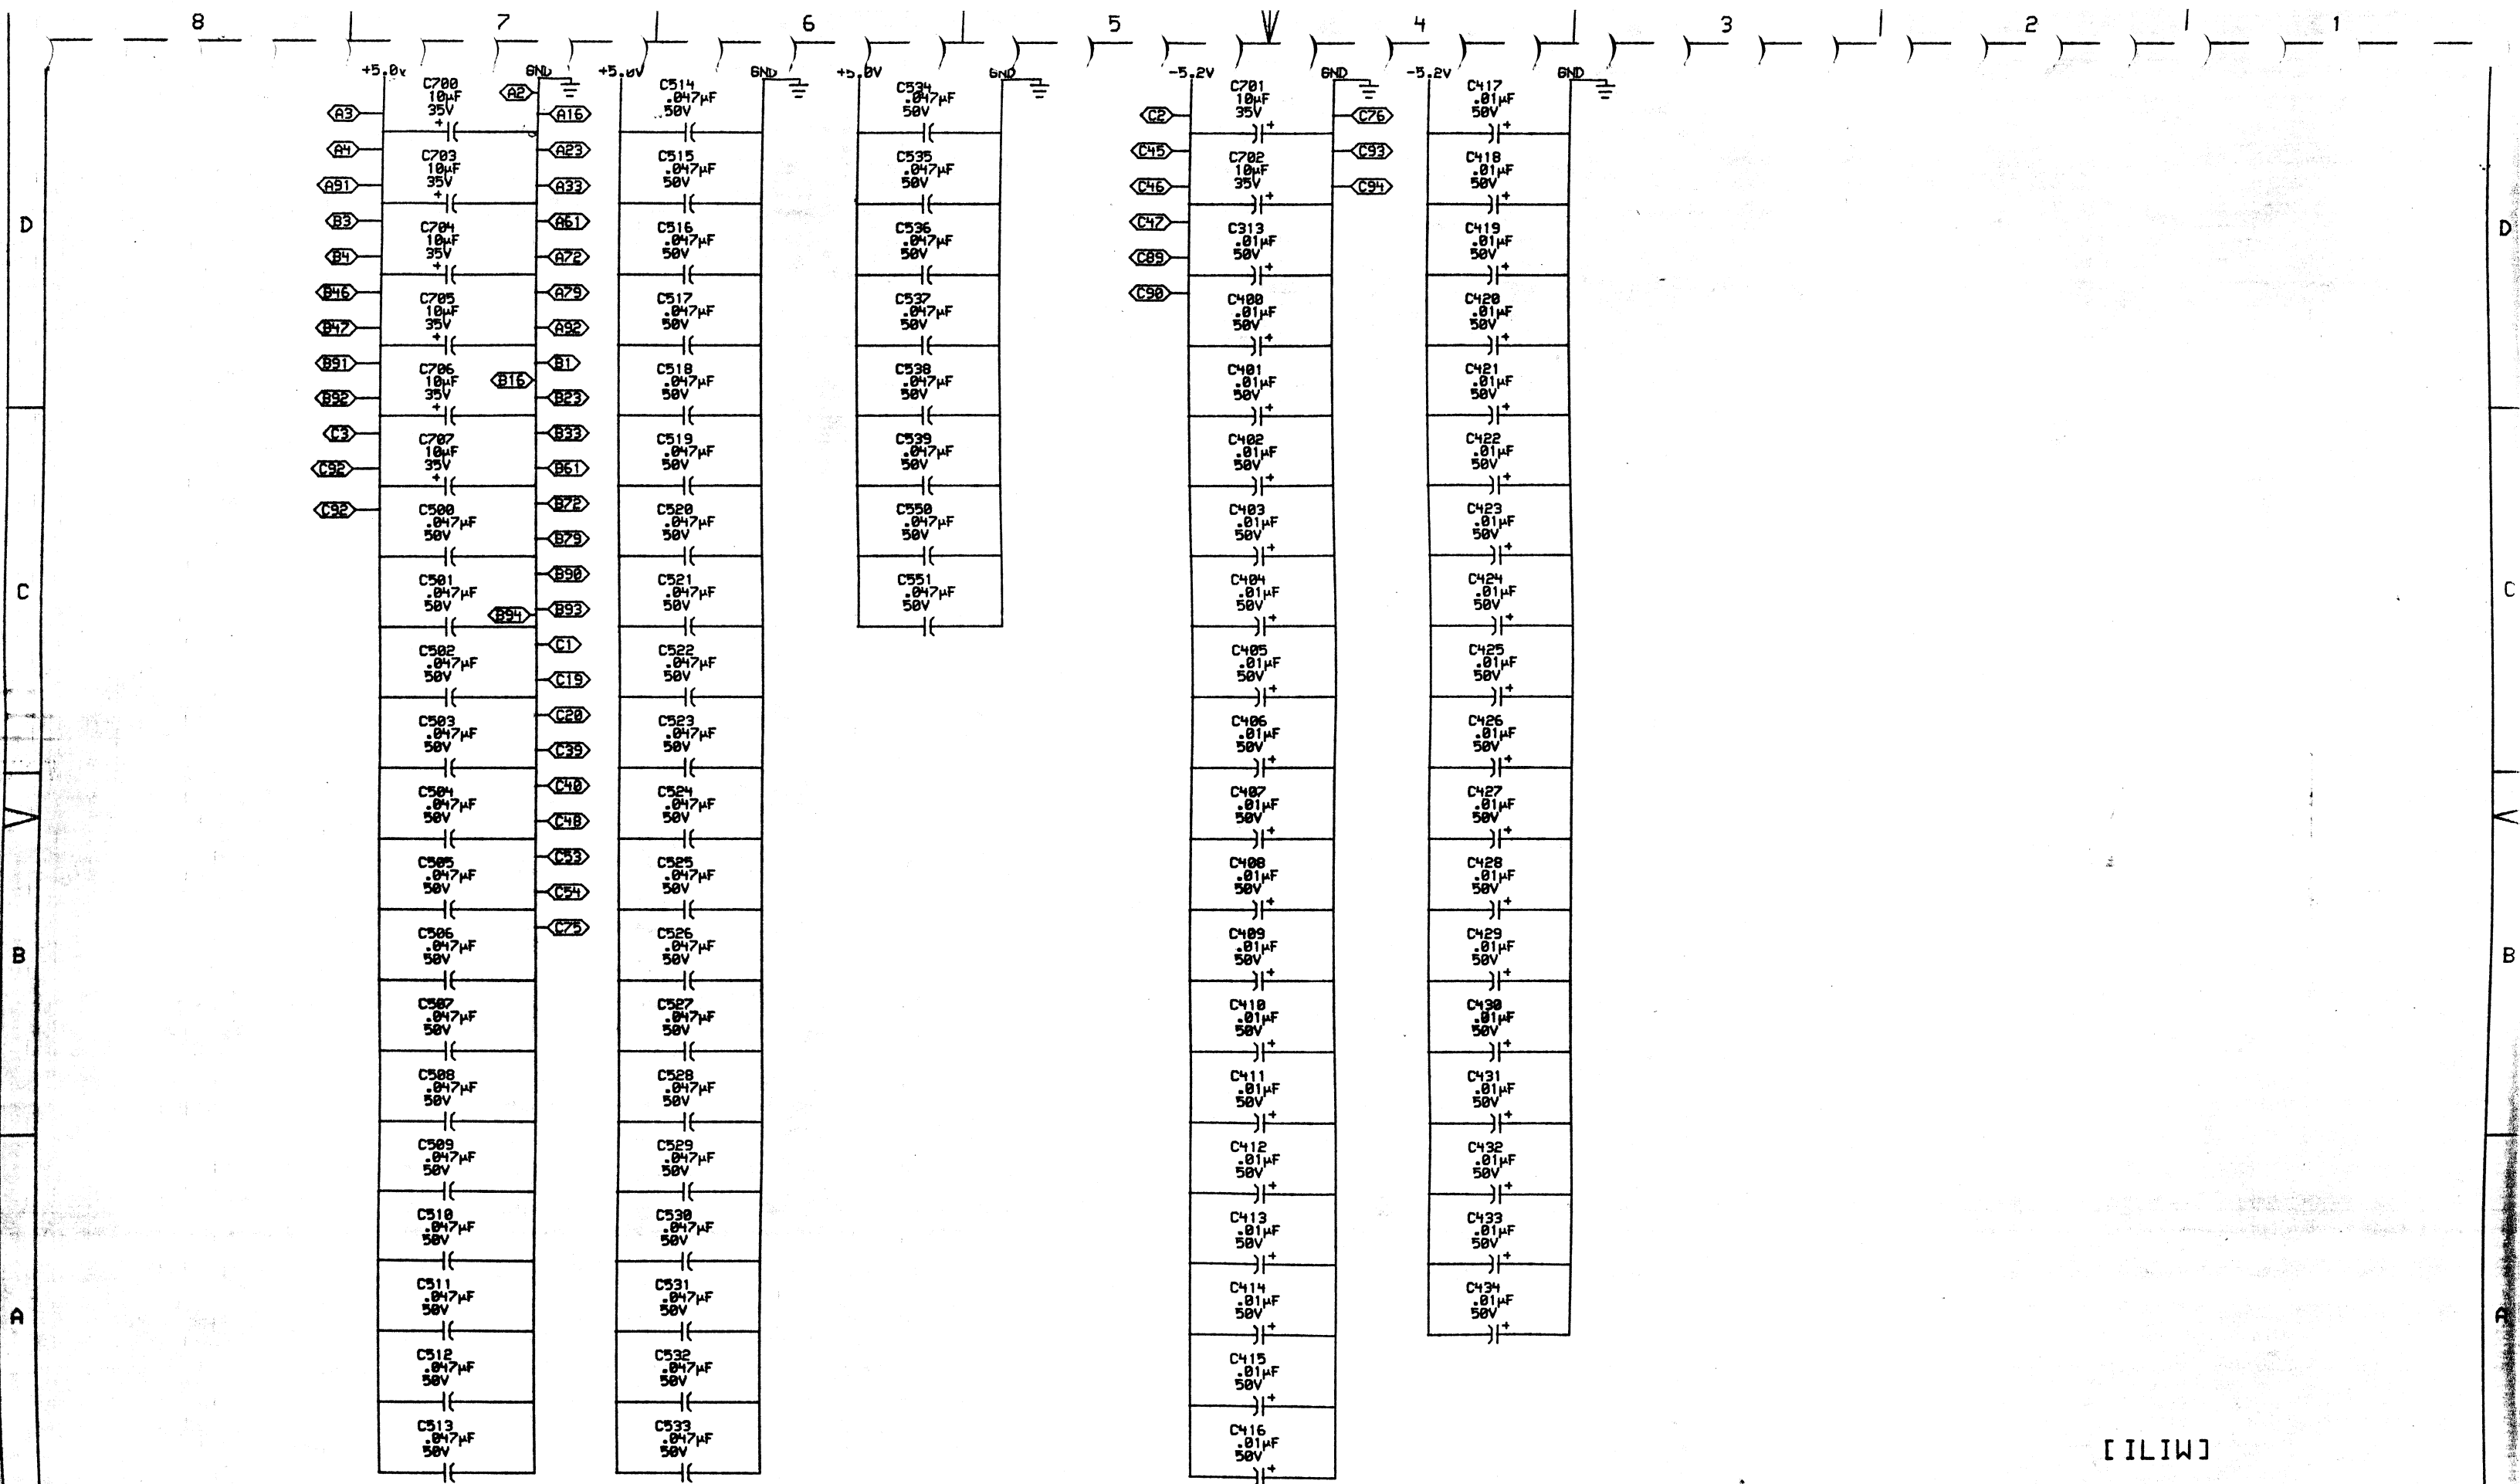 8 7 6 5 4 3 2 1
D
C
B
A
+5.0V
GND
A3
A4
A91
B3
B4
B46
B47
B91
B92
C3
C92
C92
C700
10µF
35V
C703
10µF
35V
C704
10µF
35V
C705
10µF
35V
C706
10µF
35V
C707
10µF
35V
C500
.047µF
50V
C501
.047µF
50V
C502
.047µF
50V
C503
.047µF
50V
C504
.047µF
50V
C505
.047µF
50V
C506
.047µF
50V
C507
.047µF
50V
C508
.047µF
50V
C509
.047µF
50V
C510
.047µF
50V
C511
.047µF
50V
C512
.047µF
50V
C513
.047µF
50V
A2
B16
B94
A16
A23
A33
A61
A72
A79
A92
B1
B23
B33
B61
B72
B79
B90
B93
C1
C19
C20
C39
C40
C48
C53
C54
C75
+5.0V
GND
C514
.047µF
50V
C515
.047µF
50V
C516
.047µF
50V
C517
.047µF
50V
C518
.047µF
50V
C519
.047µF
50V
C520
.047µF
50V
C521
.047µF
50V
C522
.047µF
50V
C523
.047µF
50V
C524
.047µF
50V
C525
.047µF
50V
C526
.047µF
50V
C527
.047µF
50V
C528
.047µF
50V
C529
.047µF
50V
C530
.047µF
50V
C531
.047µF
50V
C532
.047µF
50V
C533
.047µF
50V
+5.0V
GND
C534
.047µF
50V
C535
.047µF
50V
C536
.047µF
50V
C537
.047µF
50V
C538
.047µF
50V
C539
.047µF
50V
C550
.047µF
50V
C551
.047µF
50V
-5.2V
GND
C2
C45
C46
C47
C89
C90
C701
10µF
35V
C702
10µF
35V
C313
.01µF
50V
C400
.01µF
50V
C401
.01µF
50V
C402
.01µF
50V
C403
.01µF
50V
C404
.01µF
50V
C405
.01µF
50V
C406
.01µF
50V
C407
.01µF
50V
C408
.01µF
50V
C409
.01µF
50V
C410
.01µF
50V
C411
.01µF
50V
C412
.01µF
50V
C413
.01µF
50V
C414
.01µF
50V
C415
.01µF
50V
C416
.01µF
50V
C76
C93
C94
-5.2V
GND
C417
.01µF
50V
C418
.01µF
50V
C419
.01µF
50V
C420
.01µF
50V
C421
.01µF
50V
C422
.01µF
50V
C423
.01µF
50V
C424
.01µF
50V
C425
.01µF
50V
C426
.01µF
50V
C427
.01µF
50V
C428
.01µF
50V
C429
.01µF
50V
C430
.01µF
50V
C431
.01µF
50V
C432
.01µF
50V
C433
.01µF
50V
C434
.01µF
50V
D
C
B
A
[ILIW]